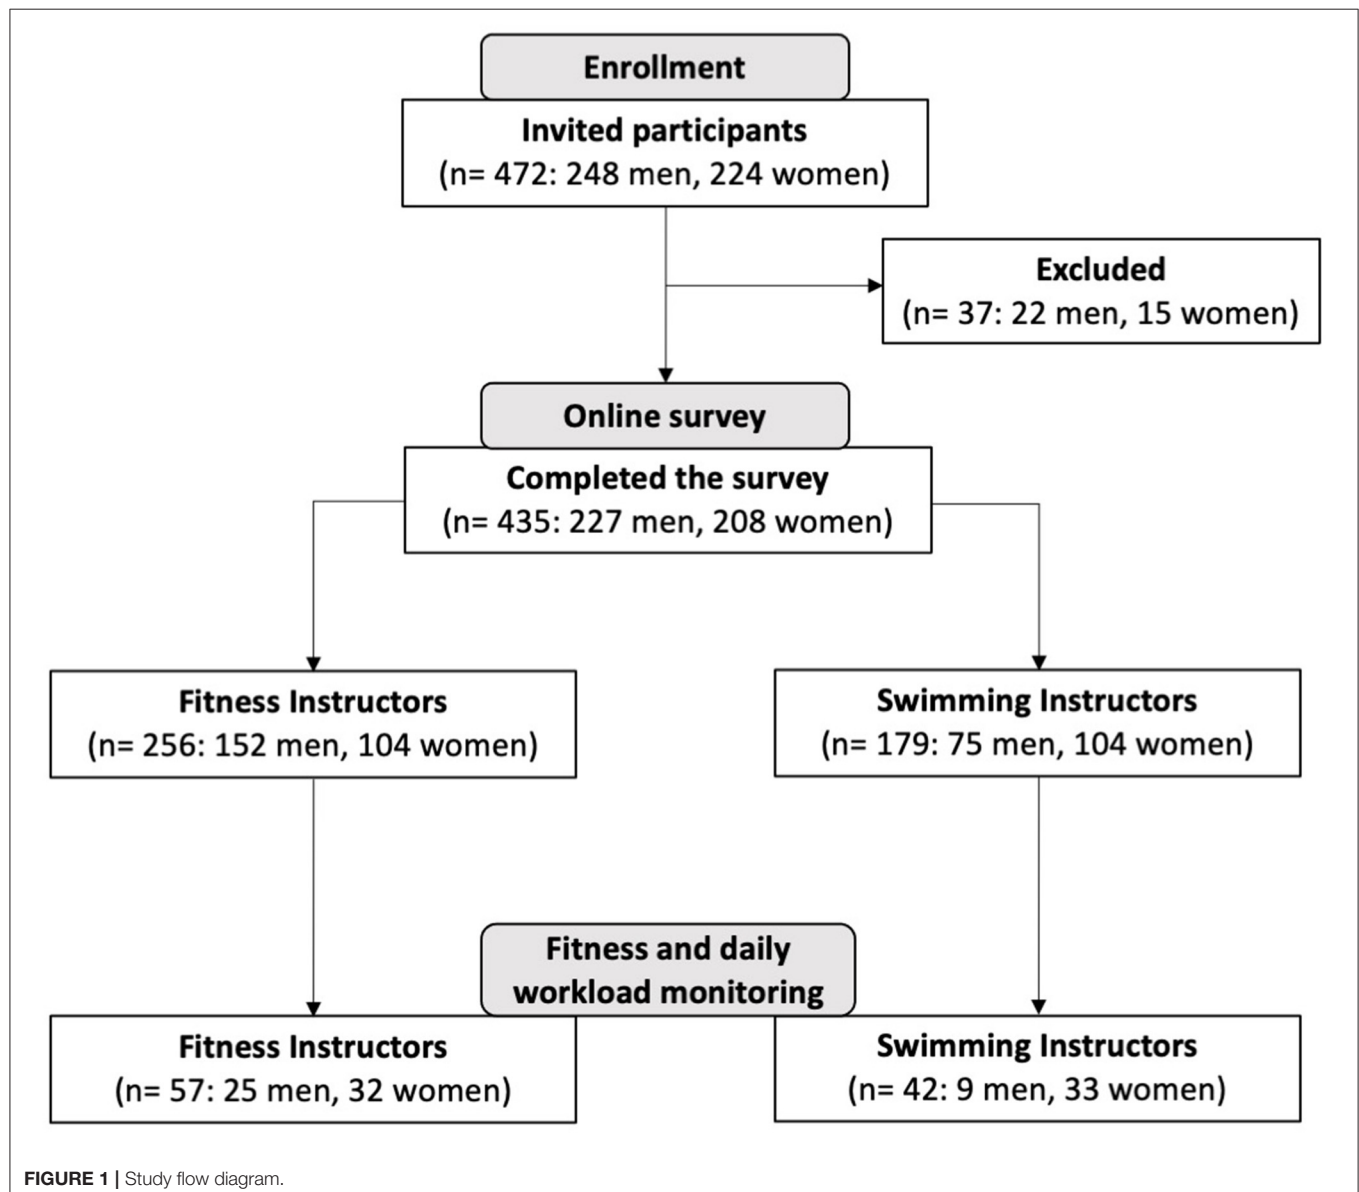 Enrollment
Invited participants
(n= 472: 248 men, 224 women)
Excluded
(n= 37: 22 men, 15 women)
Online survey
Completed the survey
(n= 435: 227 men, 208 women)
Fitness Instructors
(n= 256: 152 men, 104 women)
Swimming Instructors
(n= 179: 75 men, 104 women)
Fitness and daily
workload monitoring
Fitness Instructors
(n= 57: 25 men, 32 women)
Swimming Instructors
(n= 42: 9 men, 33 women)
FIGURE 1 | Study flow diagram.